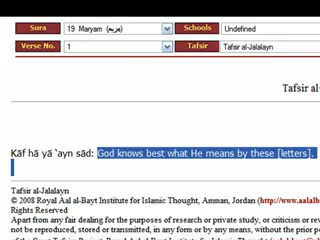 Sura 19 Maryam (مريم) Schools Undefined
Verse No. 1 Tafsir Tafsir al-Jalalayn
Tafsir al-
Kāf hā yā 'ayn sād: God knows best what He means by these [letters].
Tafsir al-Jalalayn
© 2008 Royal Aal al-Bayt Institute for Islamic Thought, Amman, Jordan (http://www.aalalb
Rights Reserved
Apart from any fair dealing for the purposes of research or private study, or criticism or rev
not be reproduced, stored or transmitted, in any form or by any means, without the prior p